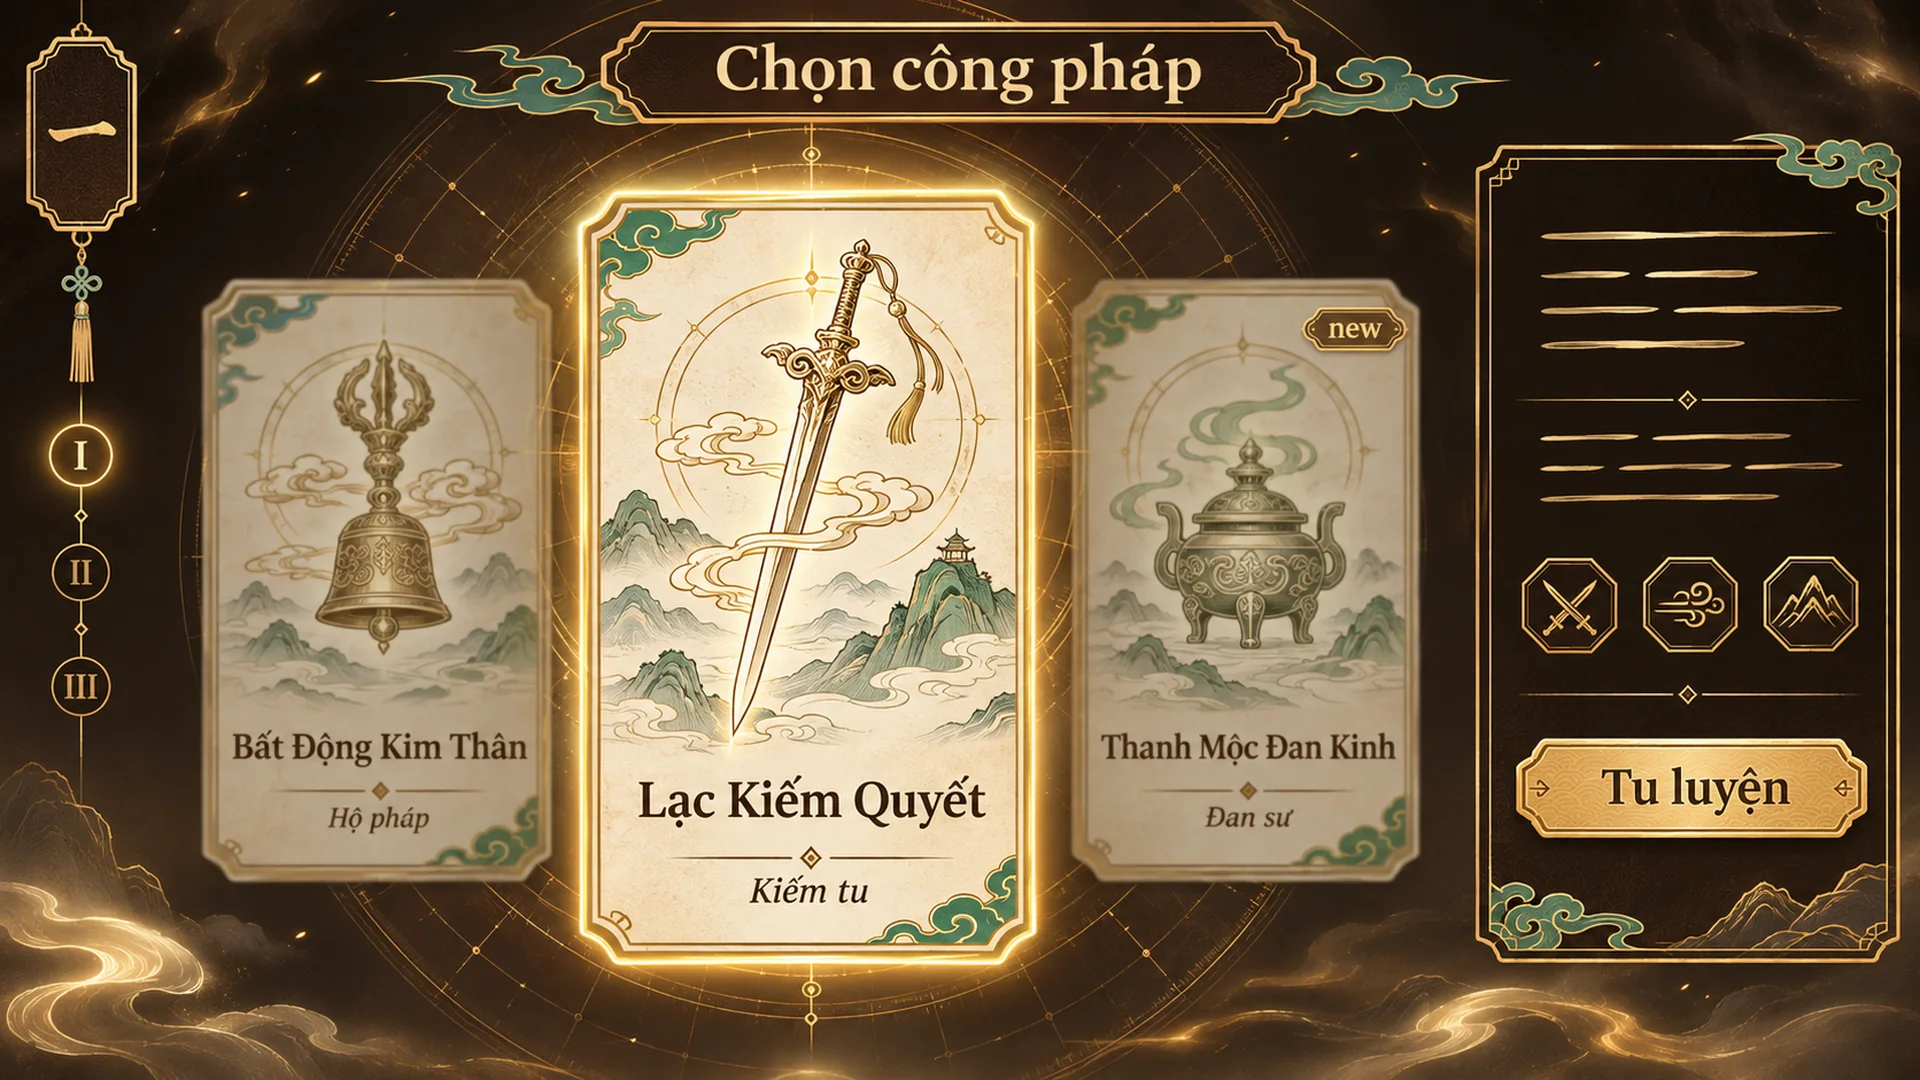 Chọn công pháp
一
I
II
III
Bất Động Kim Thân
Hộ pháp
Lạc Kiếm Quyết
Kiếm tu
new
Thanh Mộc Đan Kinh
Đan sư
Tu luyện